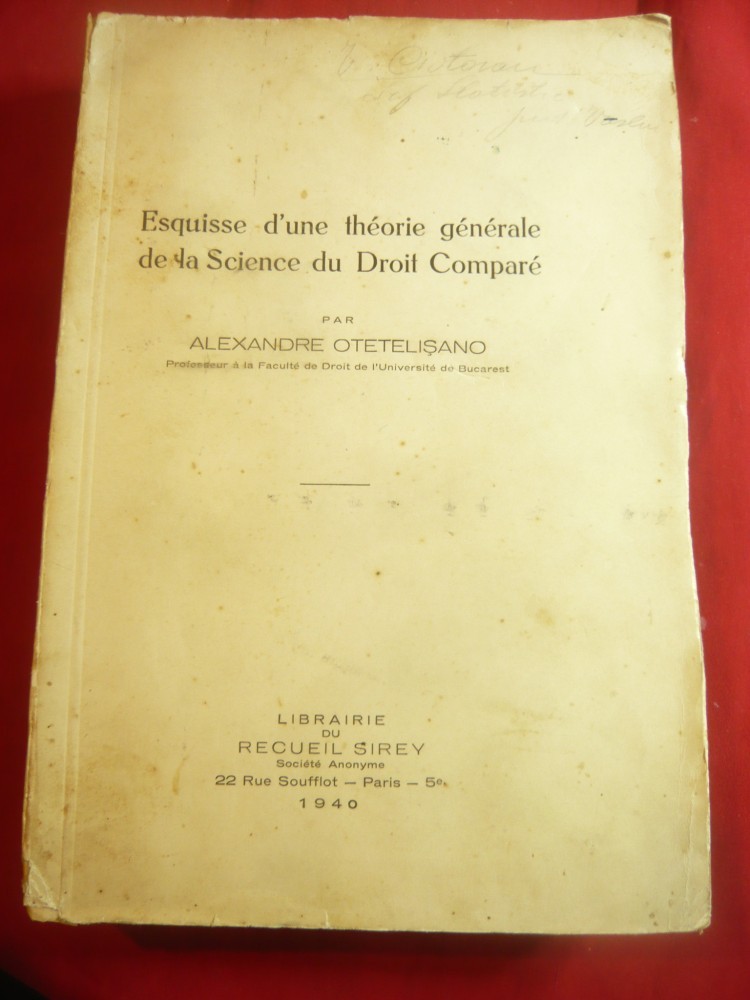 Esquisse d'une théorie générale
de la Science du Droit Comparé
PAR
ALEXANDRE OTETELIȘANO
Professeur à la Faculté de Droit de l'Université de Bucarest
LIBRAIRIE
DU
RECUEIL SIREY
Société Anonyme
22 Rue Soufflot — Paris — 5e.
1940